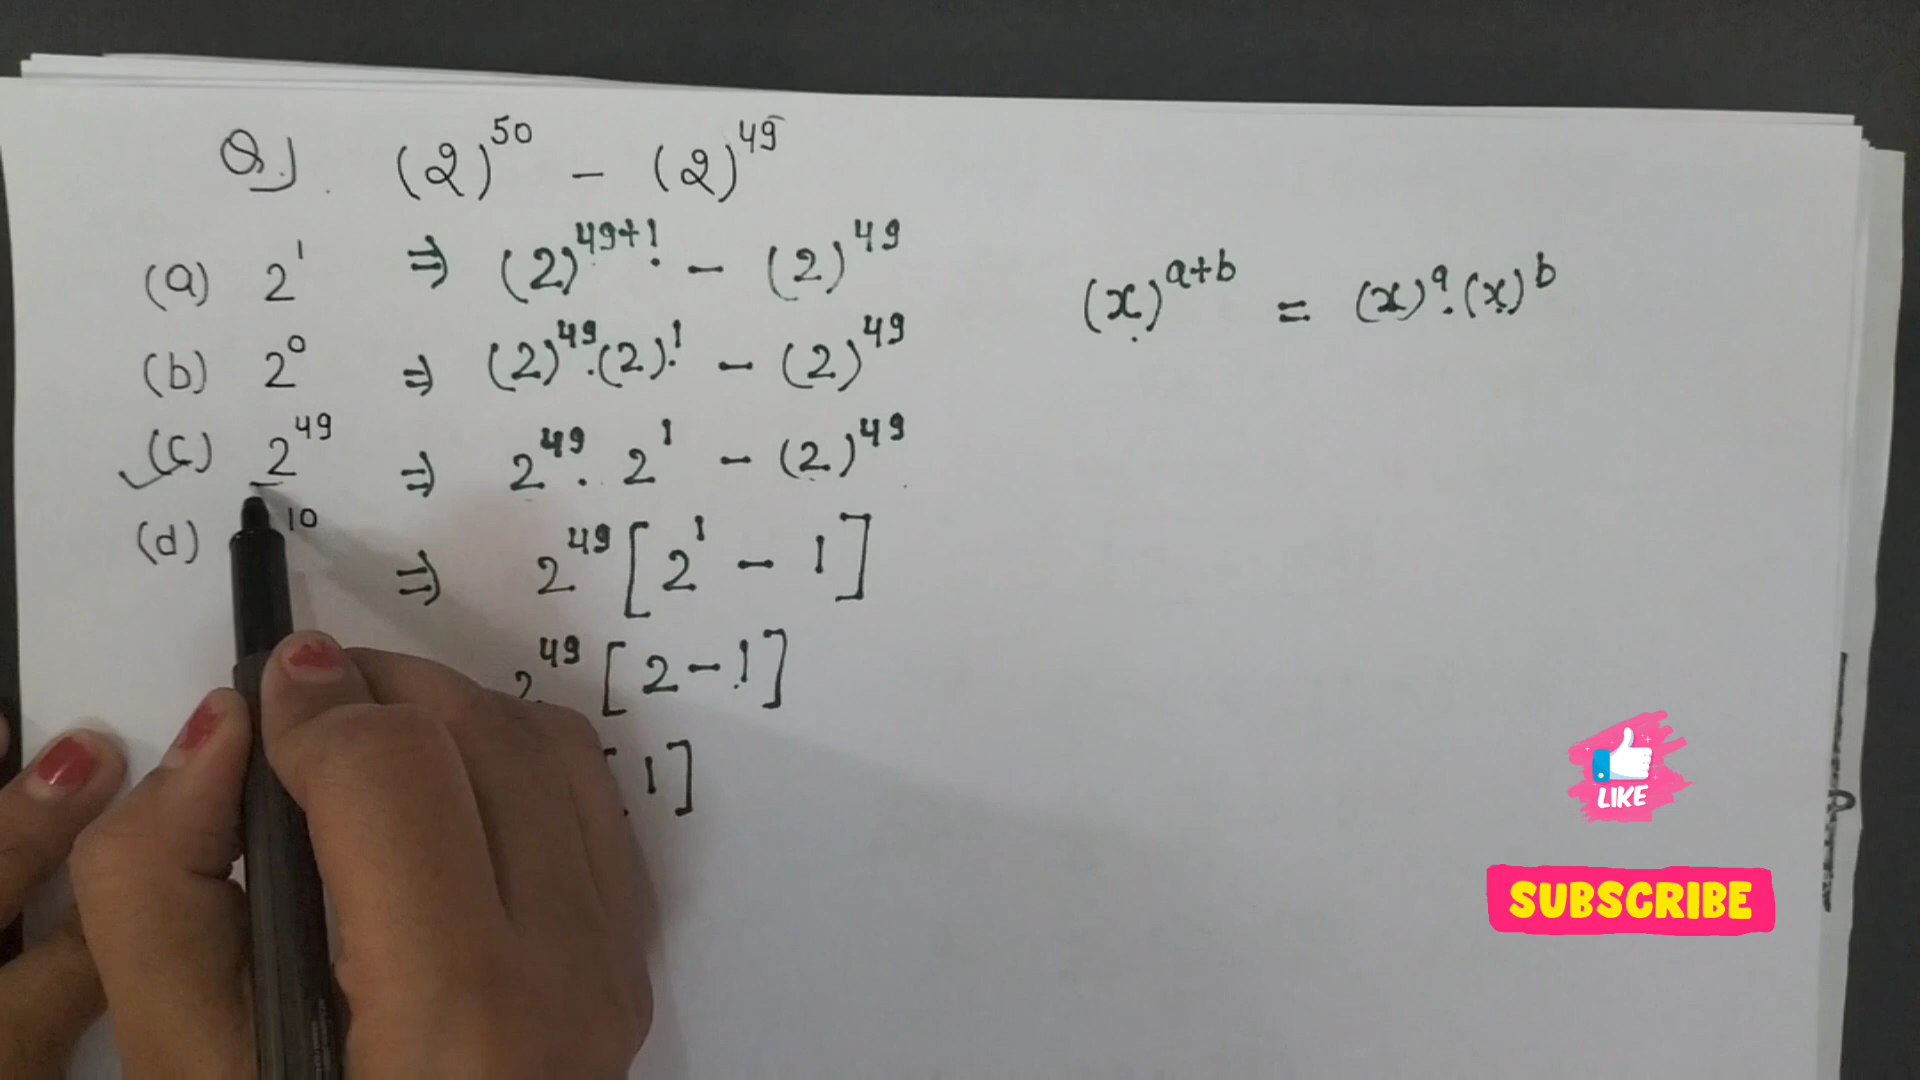 Q. (2)^50 - (2)^49
(a) 2^1 ⇒ (2)^49+1 - (2)^49
(x)^a+b = (x)^a.(x)^b
(b) 2^0 ⇒ (2)^49.(2)^1 - (2)^49
(c) 2^49 ⇒ 2^49 . 2^1 - (2)^49
(d) 10
⇒ 2^49 [2^1 - 1]
2^49 [2-1]
1]
LIKE
SUBSCRIBE